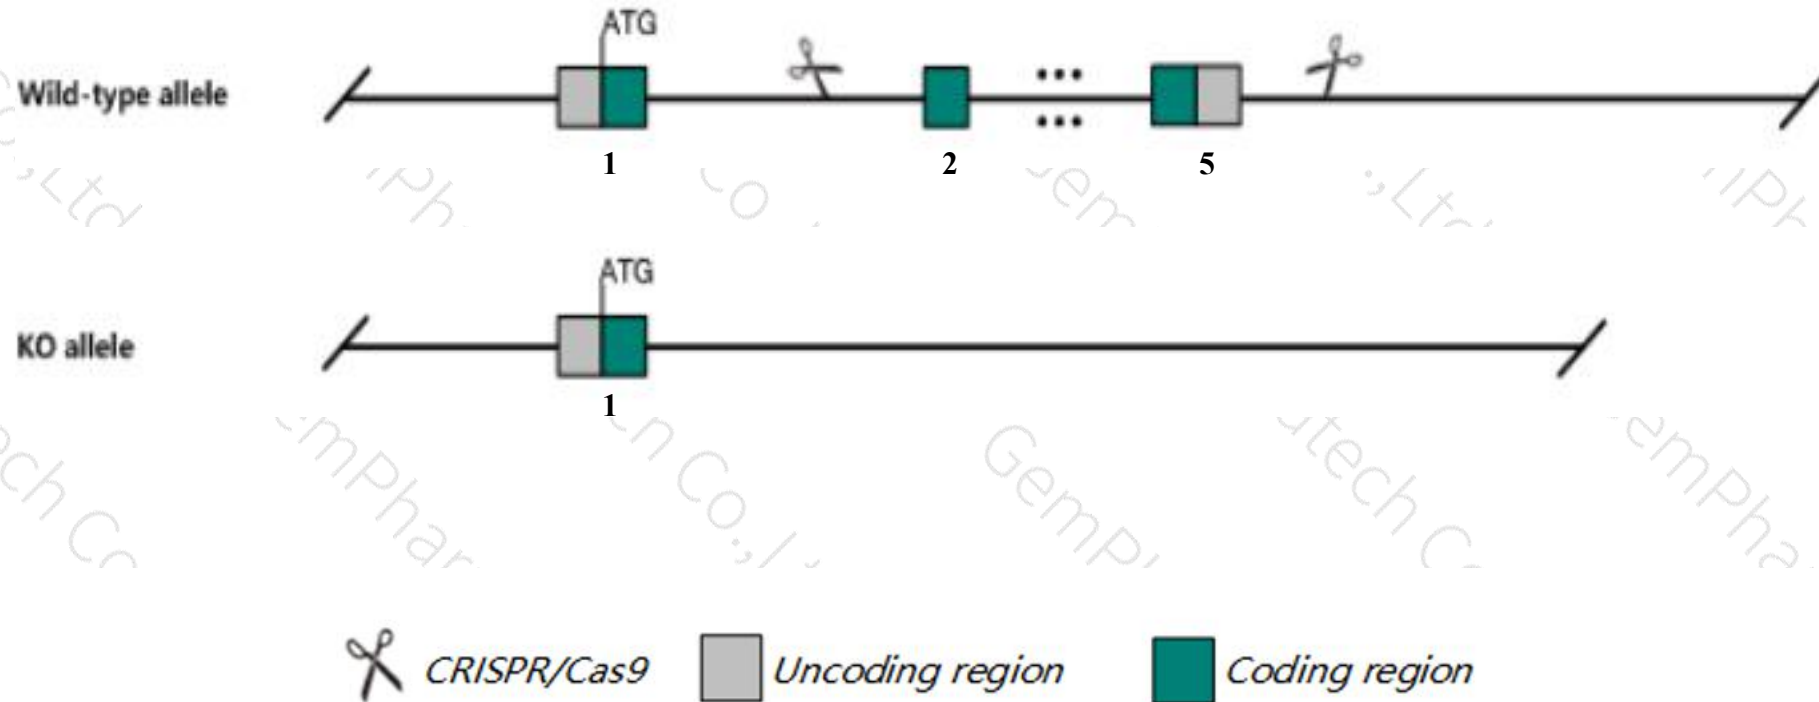 ATG
Wild-type allele
1 2 5
ATG
KO allele
1
CRISPR/Cas9 Uncoding region Coding region